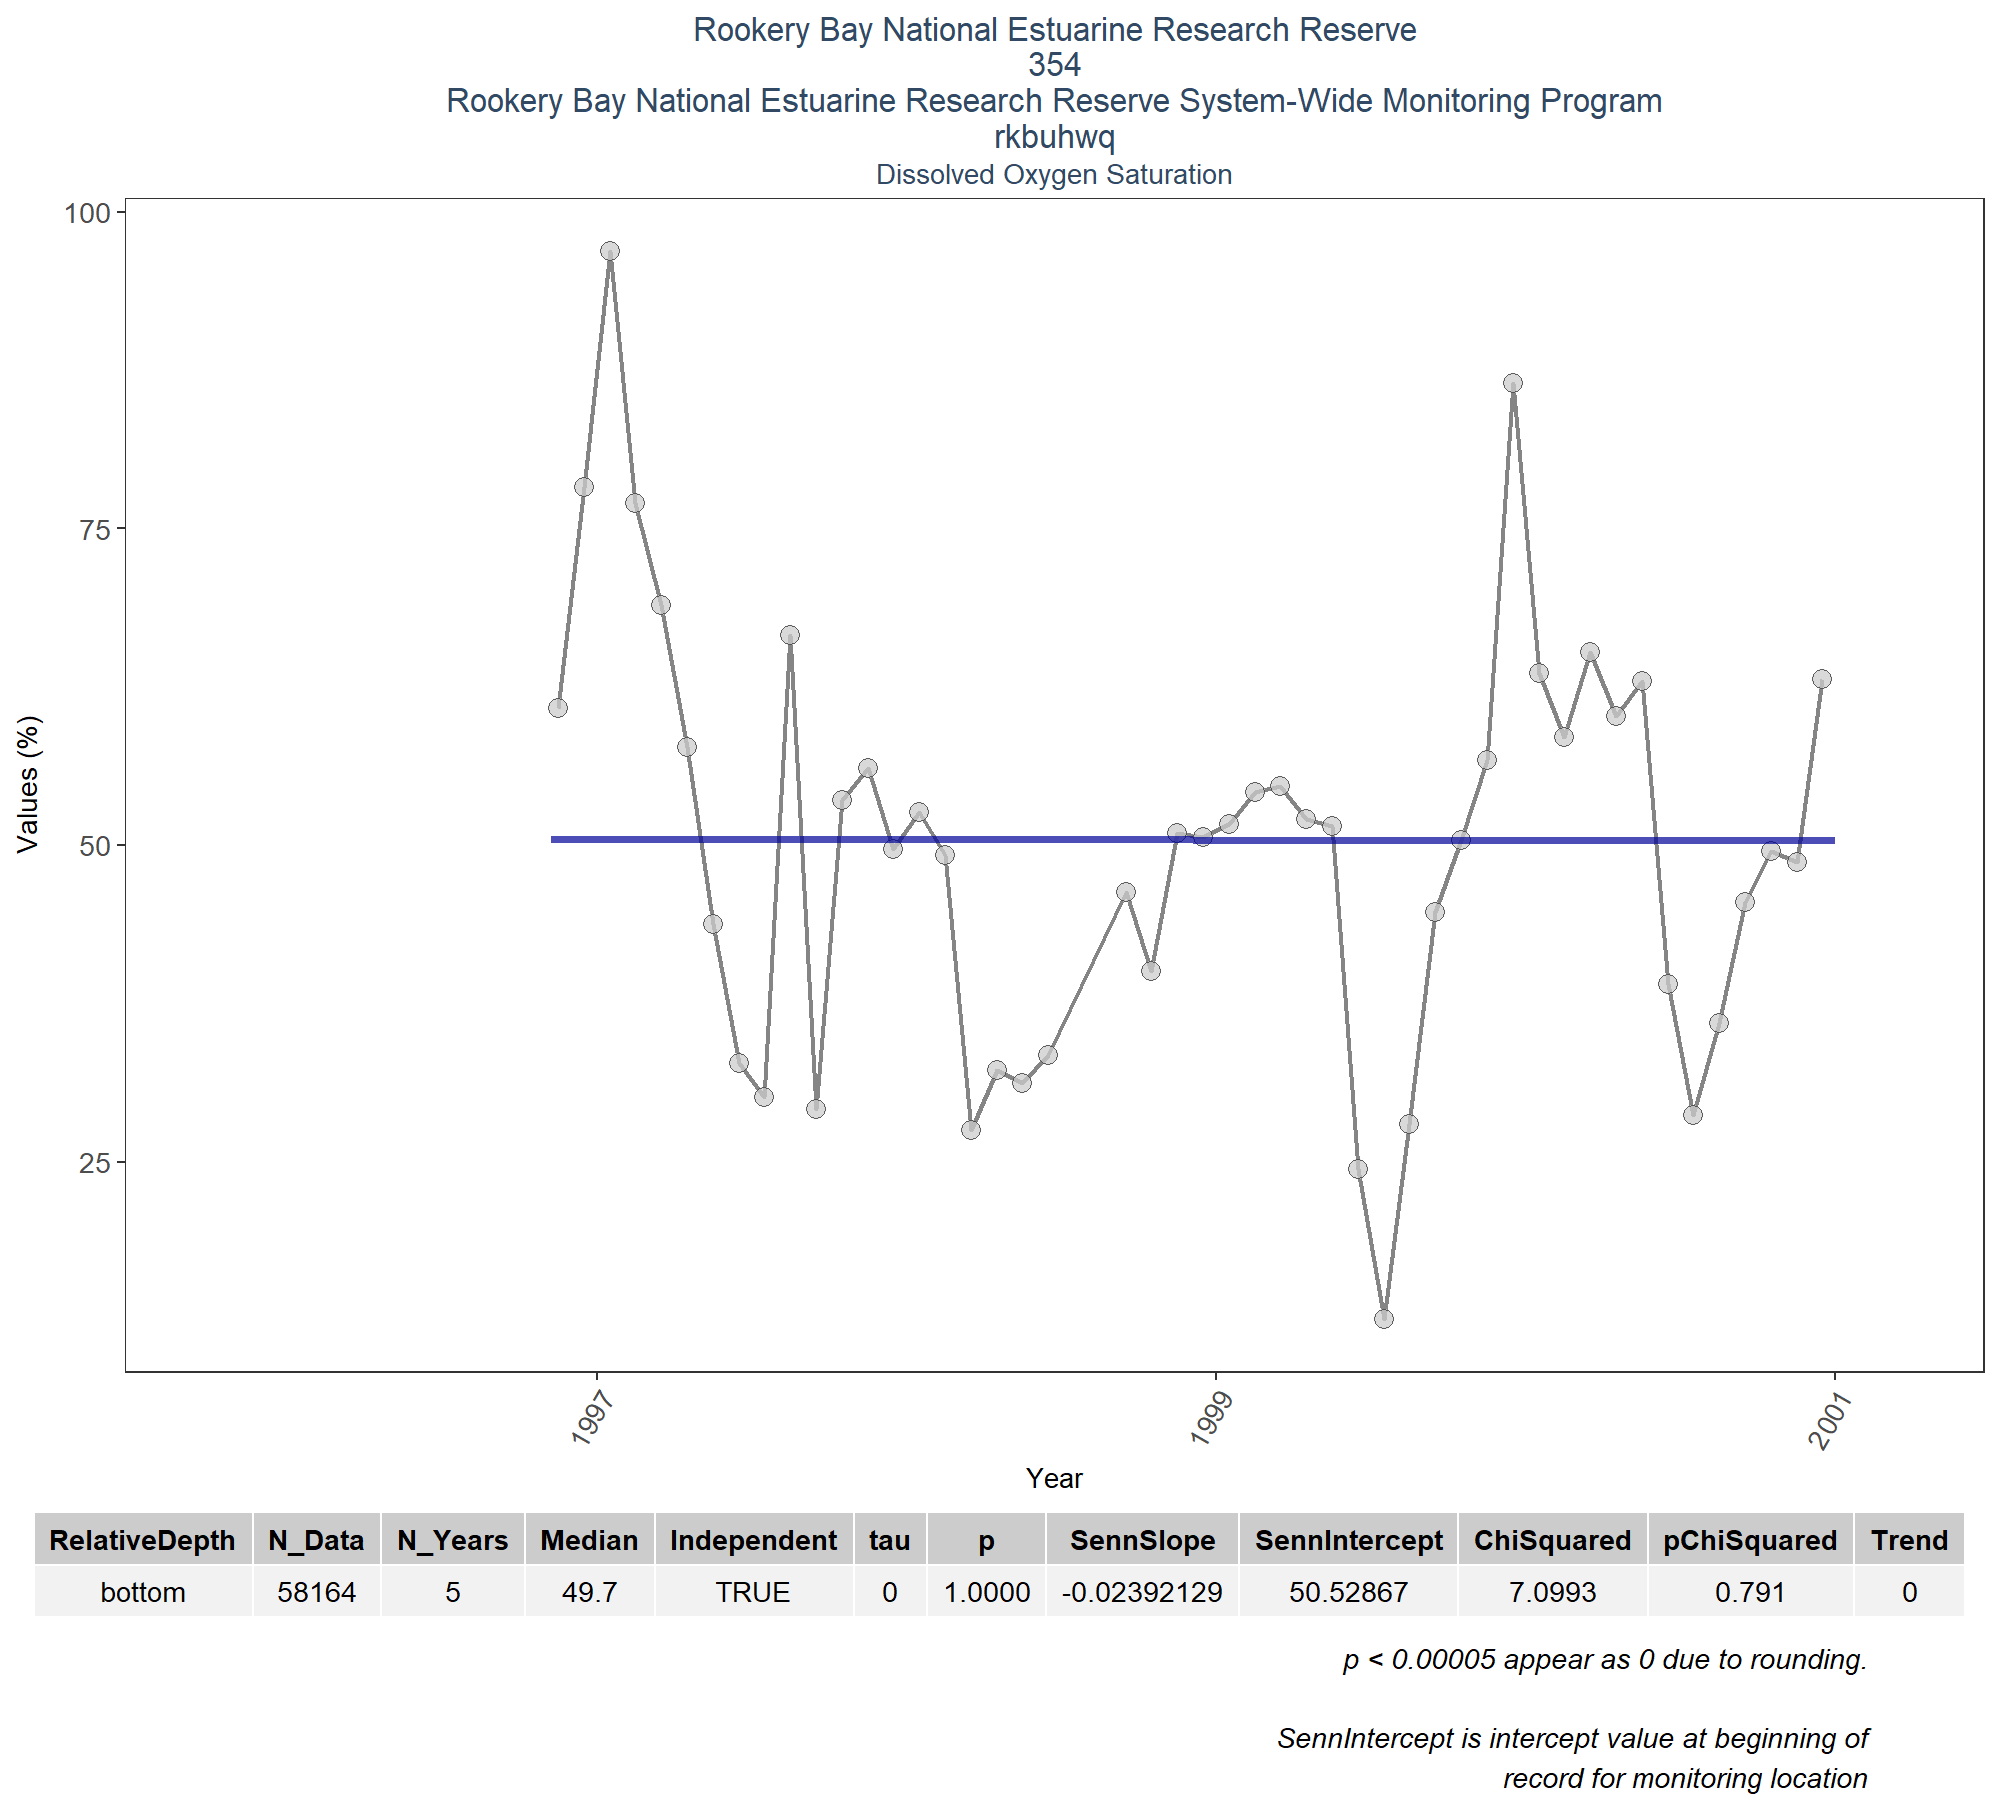 Rookery Bay National Estuarine Research Reserve
354
Rookery Bay National Estuarine Research Reserve System-Wide Monitoring Program
rkbuhwq
Dissolved Oxygen Saturation
100
75
50
25
Values (%)
1997
1999
2001
Year
RelativeDepth N_Data N_Years Median Independent tau p SennSlope SennIntercept ChiSquared pChiSquared Trend
bottom 58164 5 49.7 TRUE 0 1.0000 -0.02392129 50.52867 7.0993 0.791 0
p < 0.00005 appear as 0 due to rounding.
SennIntercept is intercept value at beginning of
record for monitoring location